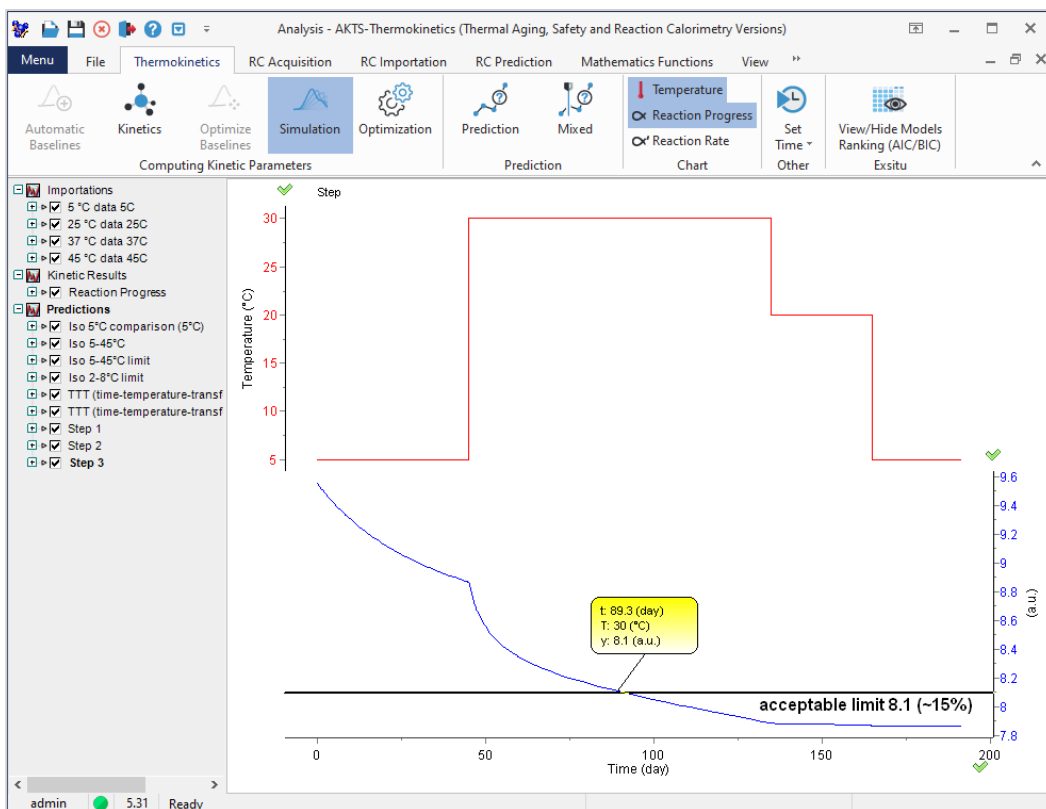 Analysis - AKTS-Thermokinetics (Thermal Aging, Safety and Reaction Calorimetry Versions)
Menu File Thermokinetics RC Acquisition RC Importation RC Prediction Mathematics Functions View
Automatic Baselines
Kinetics
Optimize Baselines
Simulation
Optimization
Computing Kinetic Parameters
Prediction
Mixed
Prediction
Temperature
α Reaction Progress
α' Reaction Rate
Chart
Set Time
Other
View/Hide Models Ranking (AIC/BIC)
Exsitu
Importations
5 °C data 5C
25 °C data 25C
37 °C data 37C
45 °C data 45C
Kinetic Results
Reaction Progress
Predictions
Iso 5°C comparison (5°C)
Iso 5-45°C
Iso 5-45°C limit
Iso 2-8°C limit
TTT (time-temperature-transf
TTT (time-temperature-transf
Step 1
Step 2
Step 3
Step
30
25
20
15
10
5
Temperature (°C)
9.6
9.4
9.2
9
8.8
8.6
8.4
8.2
8
7.8
(a.u.)
t: 89.3 (day)
T: 30 (°C)
y: 8.1 (a.u.)
acceptable limit 8.1 (~15%)
0 50 100 150 200
Time (day)
admin 5.31 Ready